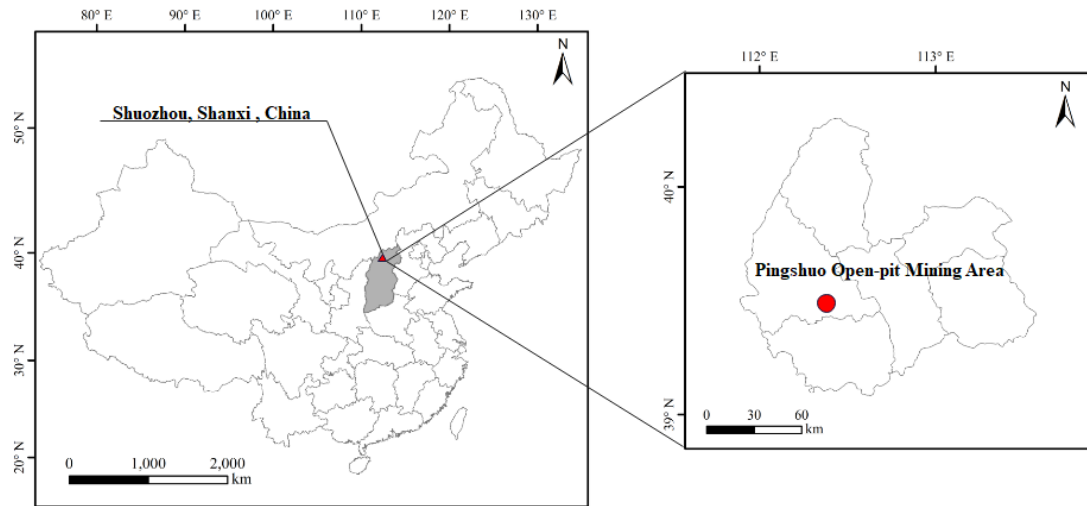 80° E 90° E 100° E 110° E 120° E 130° E
N
Shuozhou, Shanxi , China
50° N
40° N
30° N
20° N
0 1,000 2,000
km
112° E 113° E
N
40° N
Pingshuo Open-pit Mining Area
39° N
0 30 60
km